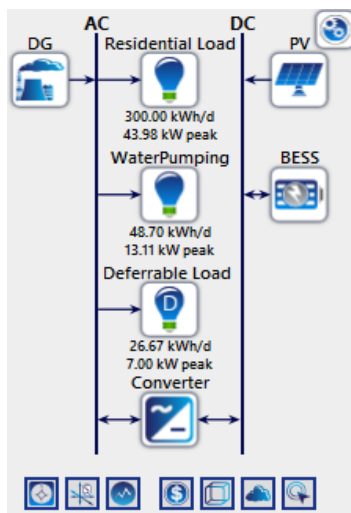 AC DC
DG Residential Load PV
300.00 kWh/d
43.98 kW peak
WaterPumping BESS
48.70 kWh/d
13.11 kW peak
Deferrable Load
D
26.67 kWh/d
7.00 kW peak
Converter
$